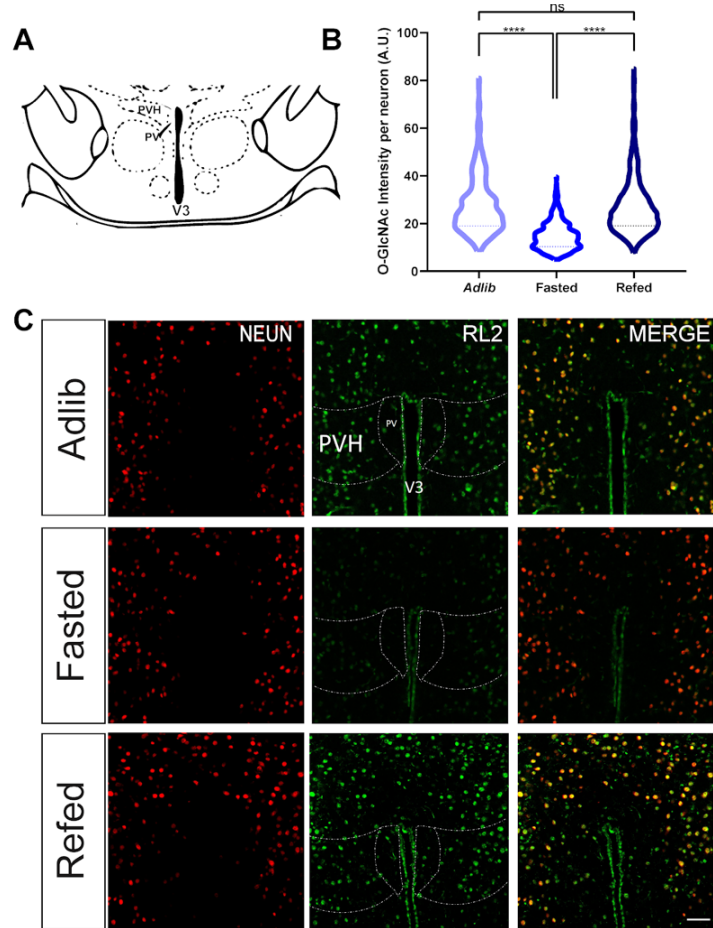 A
PVH
PV
V3
B
ns
**** ****
O-GlcNAc Intensity per neuron (A.U.)
100
80
60
40
20
0
Adlib Fasted Refed
C
Adlib
NEUN RL2 MERGE
PVH PV
V3
Fasted
Refed